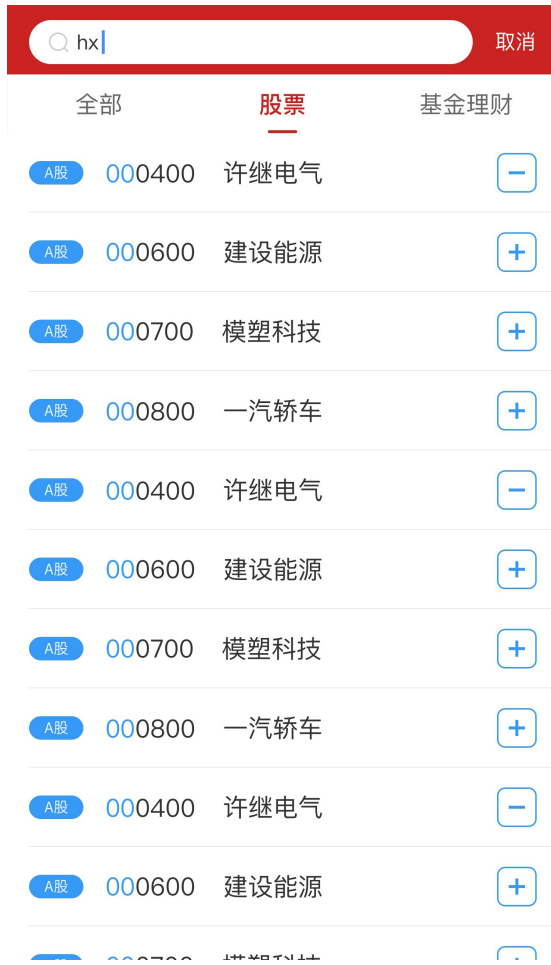 hx 取消
全部 股票 基金理财
A股 000400 许继电气
A股 000600 建设能源
A股 000700 模塑科技
A股 000800 一汽轿车
A股 000400 许继电气
A股 000600 建设能源
A股 000700 模塑科技
A股 000800 一汽轿车
A股 000400 许继电气
A股 000600 建设能源